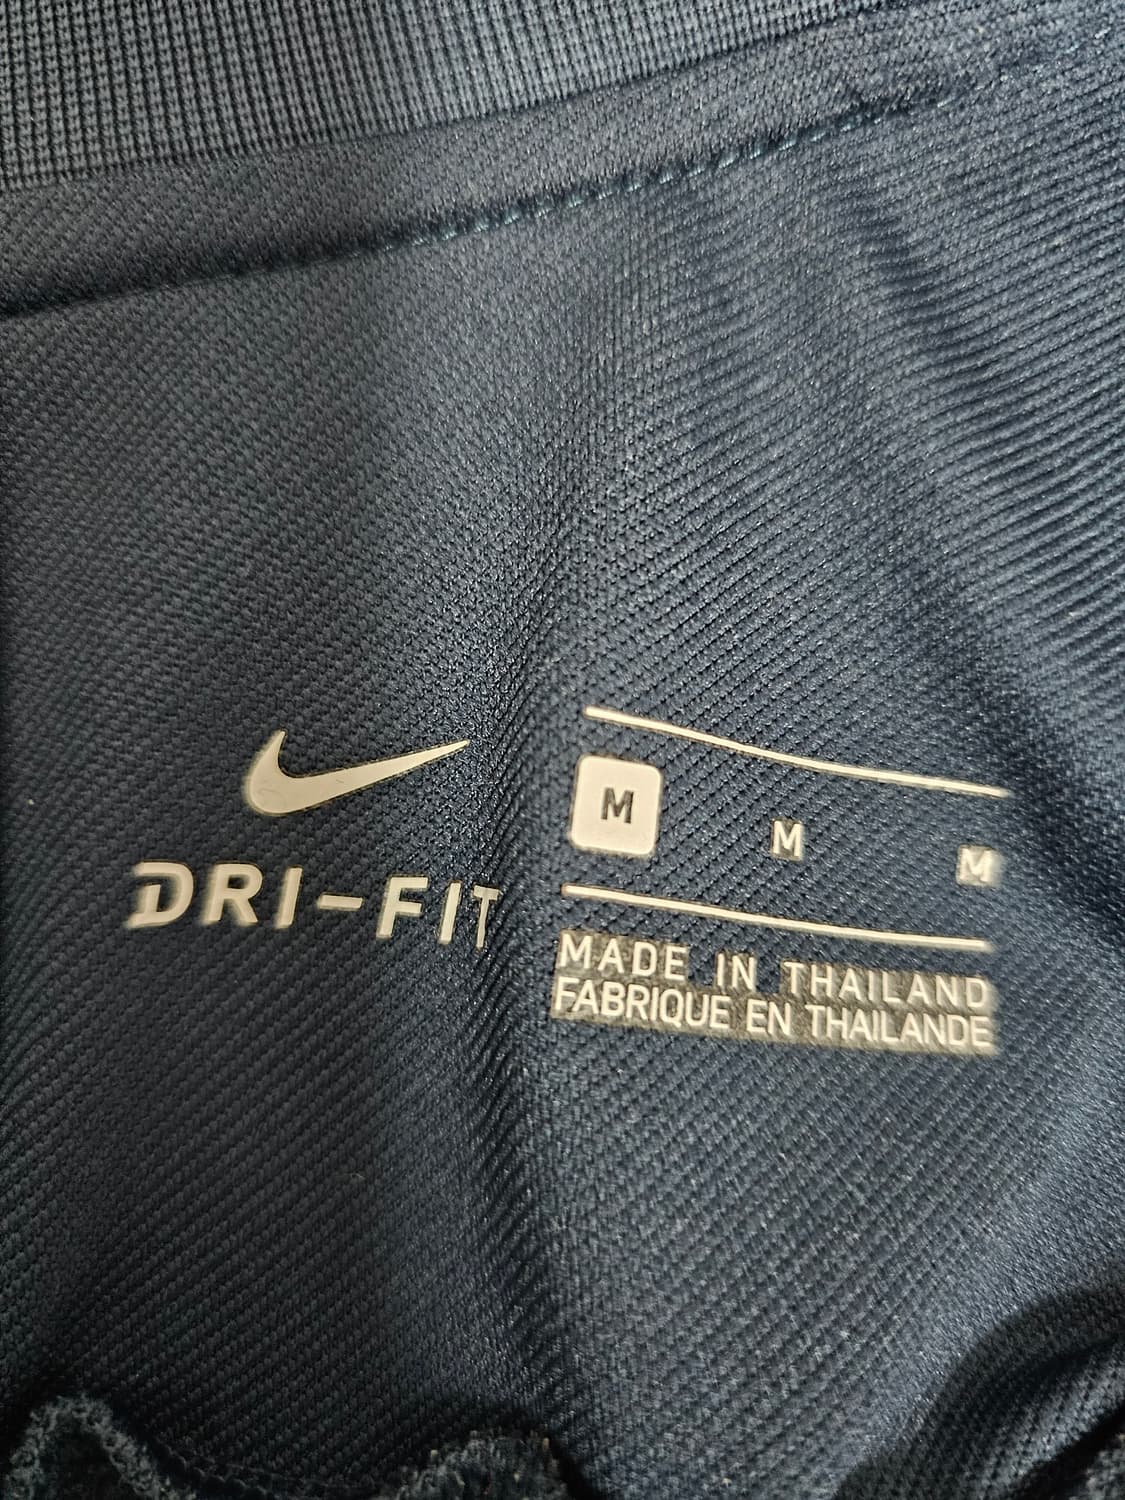 DRI-FIT
M M M
MADE IN THAILAND
FABRIQUE EN THAILANDE